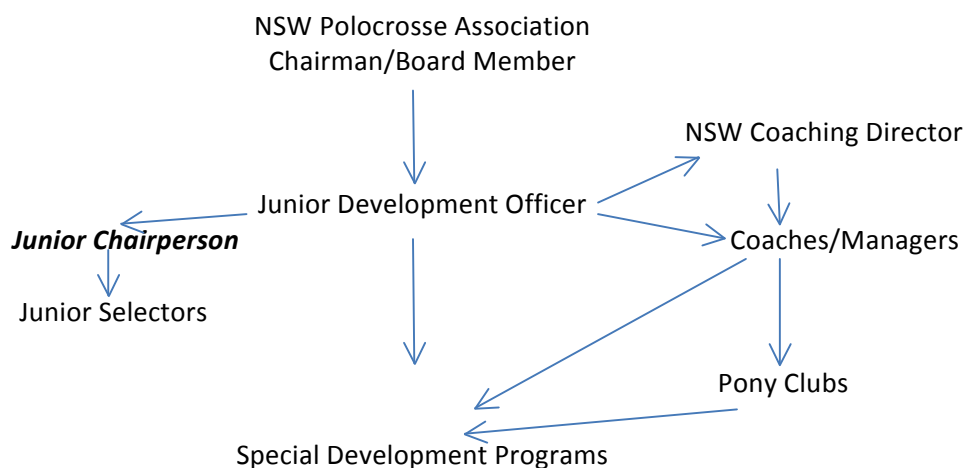 NSW Polocrosse Association
Chairman/Board Member
NSW Coaching Director
Junior Development Officer
Junior Chairperson
Coaches/Managers
Junior Selectors
Pony Clubs
Special Development Programs